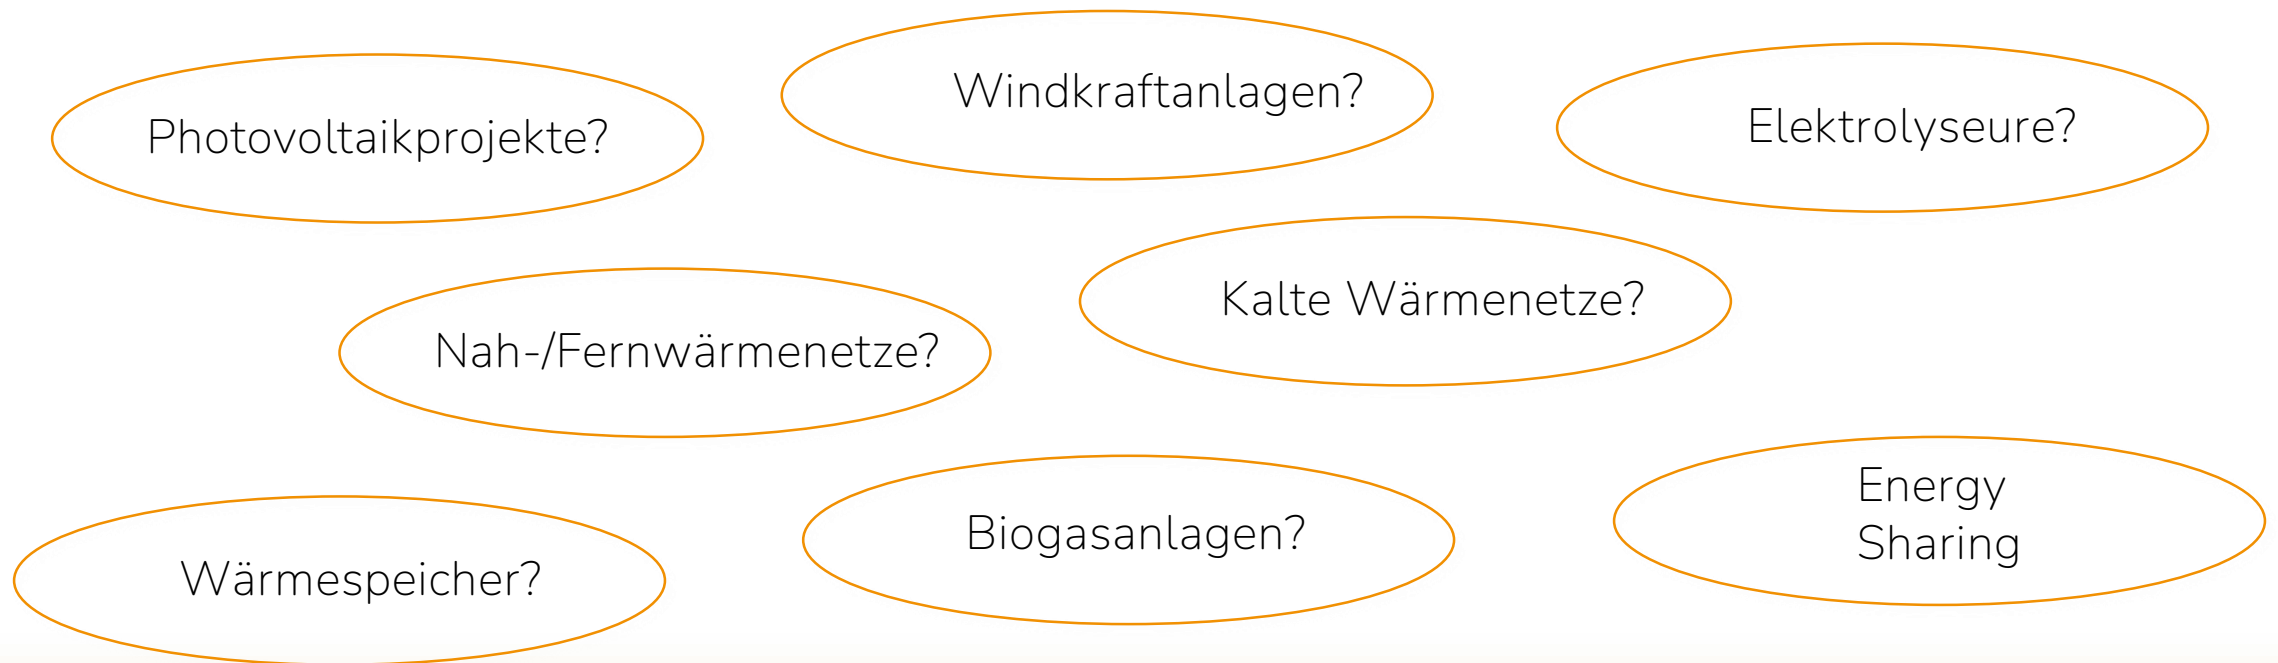 Photovoltaikprojekte?
Windkraftanlagen?
Elektrolyseure?
Nah-/Fernwärmenetze?
Kalte Wärmenetze?
Wärmespeicher?
Biogasanlagen?
Energy
Sharing